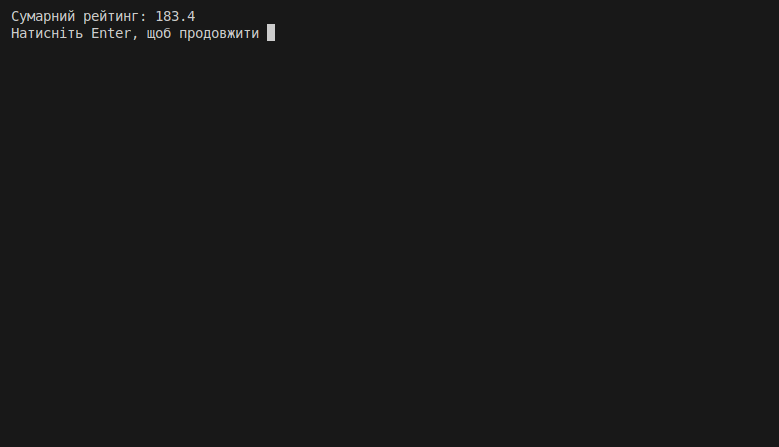 Сумарний рейтинг: 183.4
Натисніть Enter, щоб продовжити